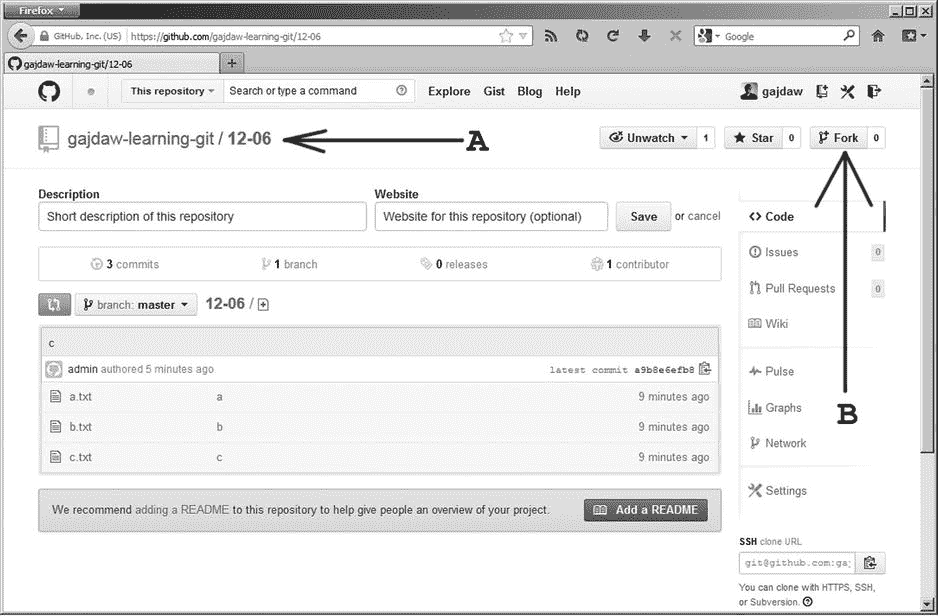 Firefox
GitHub, Inc. (US) https://github.com/gajdaw-learning-git/12-06
Google
gajdaw-learning-git/12-06
This repository Search or type a command Explore Gist Blog Help gajdaw
gajdaw-learning-git / 12-06 A Unwatch 1 Star 0 Fork 0
Description Website
Short description of this repository Website for this repository (optional) Save or cancel
Code
3 commits 1 branch 0 releases 1 contributor
Issues 0
Pull Requests 0
branch: master 12-06 /
Wiki
c
admin authored 5 minutes ago latest commit a9b8e6efb8
Pulse
a.txt a 9 minutes ago
Graphs B
b.txt b 9 minutes ago
Network
c.txt c 9 minutes ago
Settings
We recommend adding a README to this repository to help give people an overview of your project. Add a README
SSH clone URL
git@github.com:ga
You can clone with HTTPS, SSH,
or Subversion.